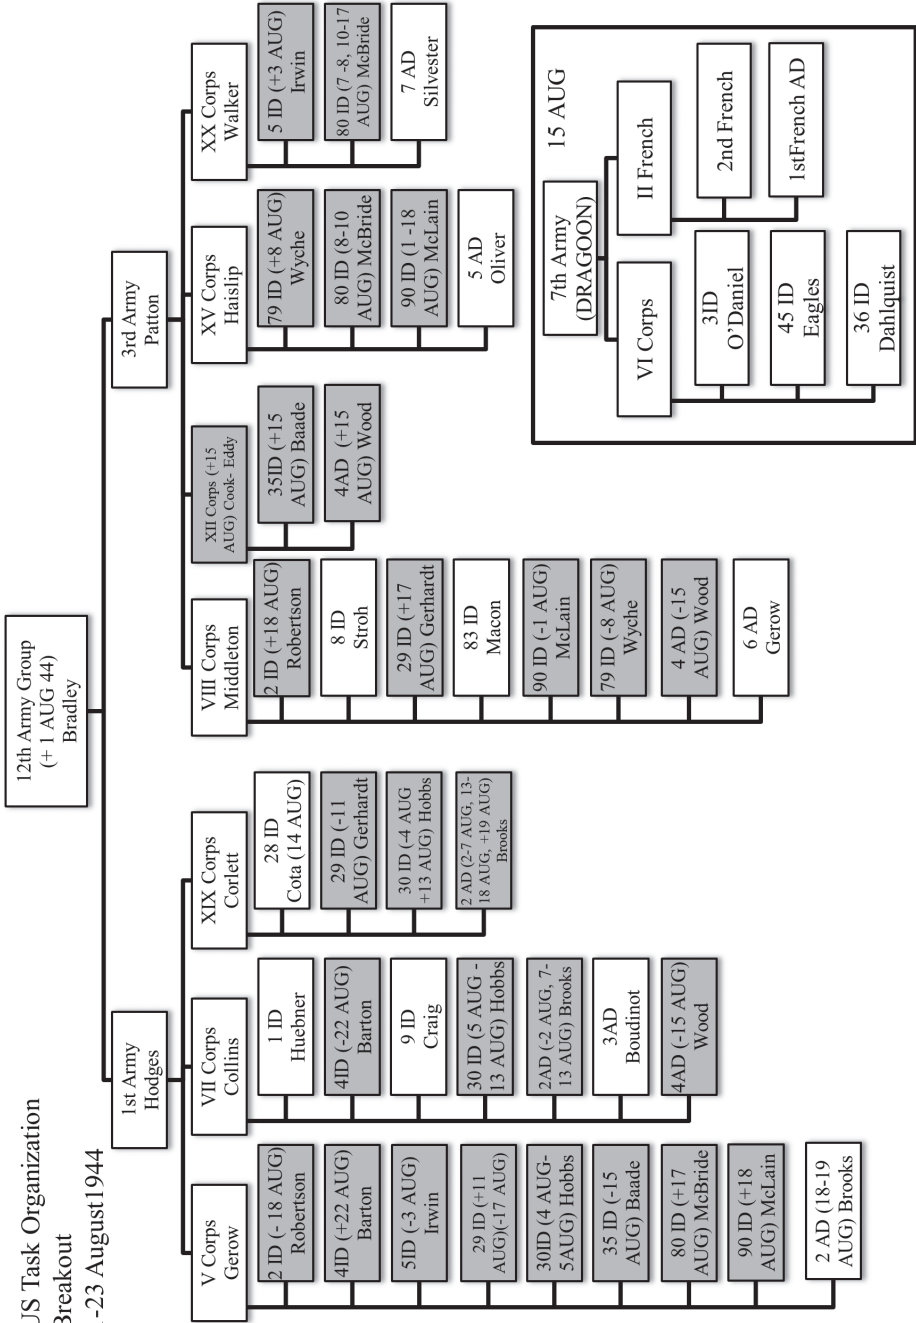 US Task Organization
Breakout
-23 August1944
12th Army Group
(+ 1 AUG 44)
Bradley
1st Army
Hodges
3rd Army
Patton
V Corps
Gerow
2 ID (- 18 AUG)
Robertson
4ID (+22 AUG)
Barton
5ID (-3 AUG)
Irwin
29 ID (+11
AUG)(-17 AUG)
30ID (4 AUG-
5AUG) Hobbs
35 ID (-15
AUG) Baade
80 ID (+17
AUG) McBride
90 ID (+18
AUG) McLain
2 AD (18-19
AUG) Brooks
VII Corps
Collins
1 ID
Huebner
4ID (-22 AUG)
Barton
9 ID
Craig
30 ID (5 AUG -
13 AUG) Hobbs
2AD (-2 AUG, 7-
13 AUG) Brooks
3AD
Boudinot
4AD (-15 AUG)
Wood
XIX Corps
Corlett
28 ID
Cota (14 AUG)
29 ID (-11
AUG) Gerhardt
30 ID (-4 AUG
+13 AUG) Hobbs
2 AD (2-7 AUG, 13-
18 AUG, +19 AUG)
Brooks
VIII Corps
Middleton
2 ID (+18 AUG)
Robertson
8 ID
Stroh
29 ID (+17
AUG) Gerhardt
83 ID
Macon
90 ID (-1 AUG)
McLain
79 ID (-8 AUG)
Wyche
4 AD (-15
AUG) Wood
6 AD
Gerow
XII Corps (+15
AUG) Cook- Eddy
35ID (+15
AUG) Baade
4AD (+15
AUG) Wood
XV Corps
Haislip
79 ID (+8 AUG)
Wyche
80 ID (8-10
AUG) McBride
90 ID (1 -18
AUG) McLain
5 AD
Oliver
XX Corps
Walker
5 ID (+3 AUG)
Irwin
80 ID (7 -8, 10-17
AUG) McBride
7 AD
Silvester
15 AUG
7th Army
(DRAGOON)
VI Corps
3ID
O'Daniel
45 ID
Eagles
36 ID
Dahlquist
II French
2nd French
1stFrench AD